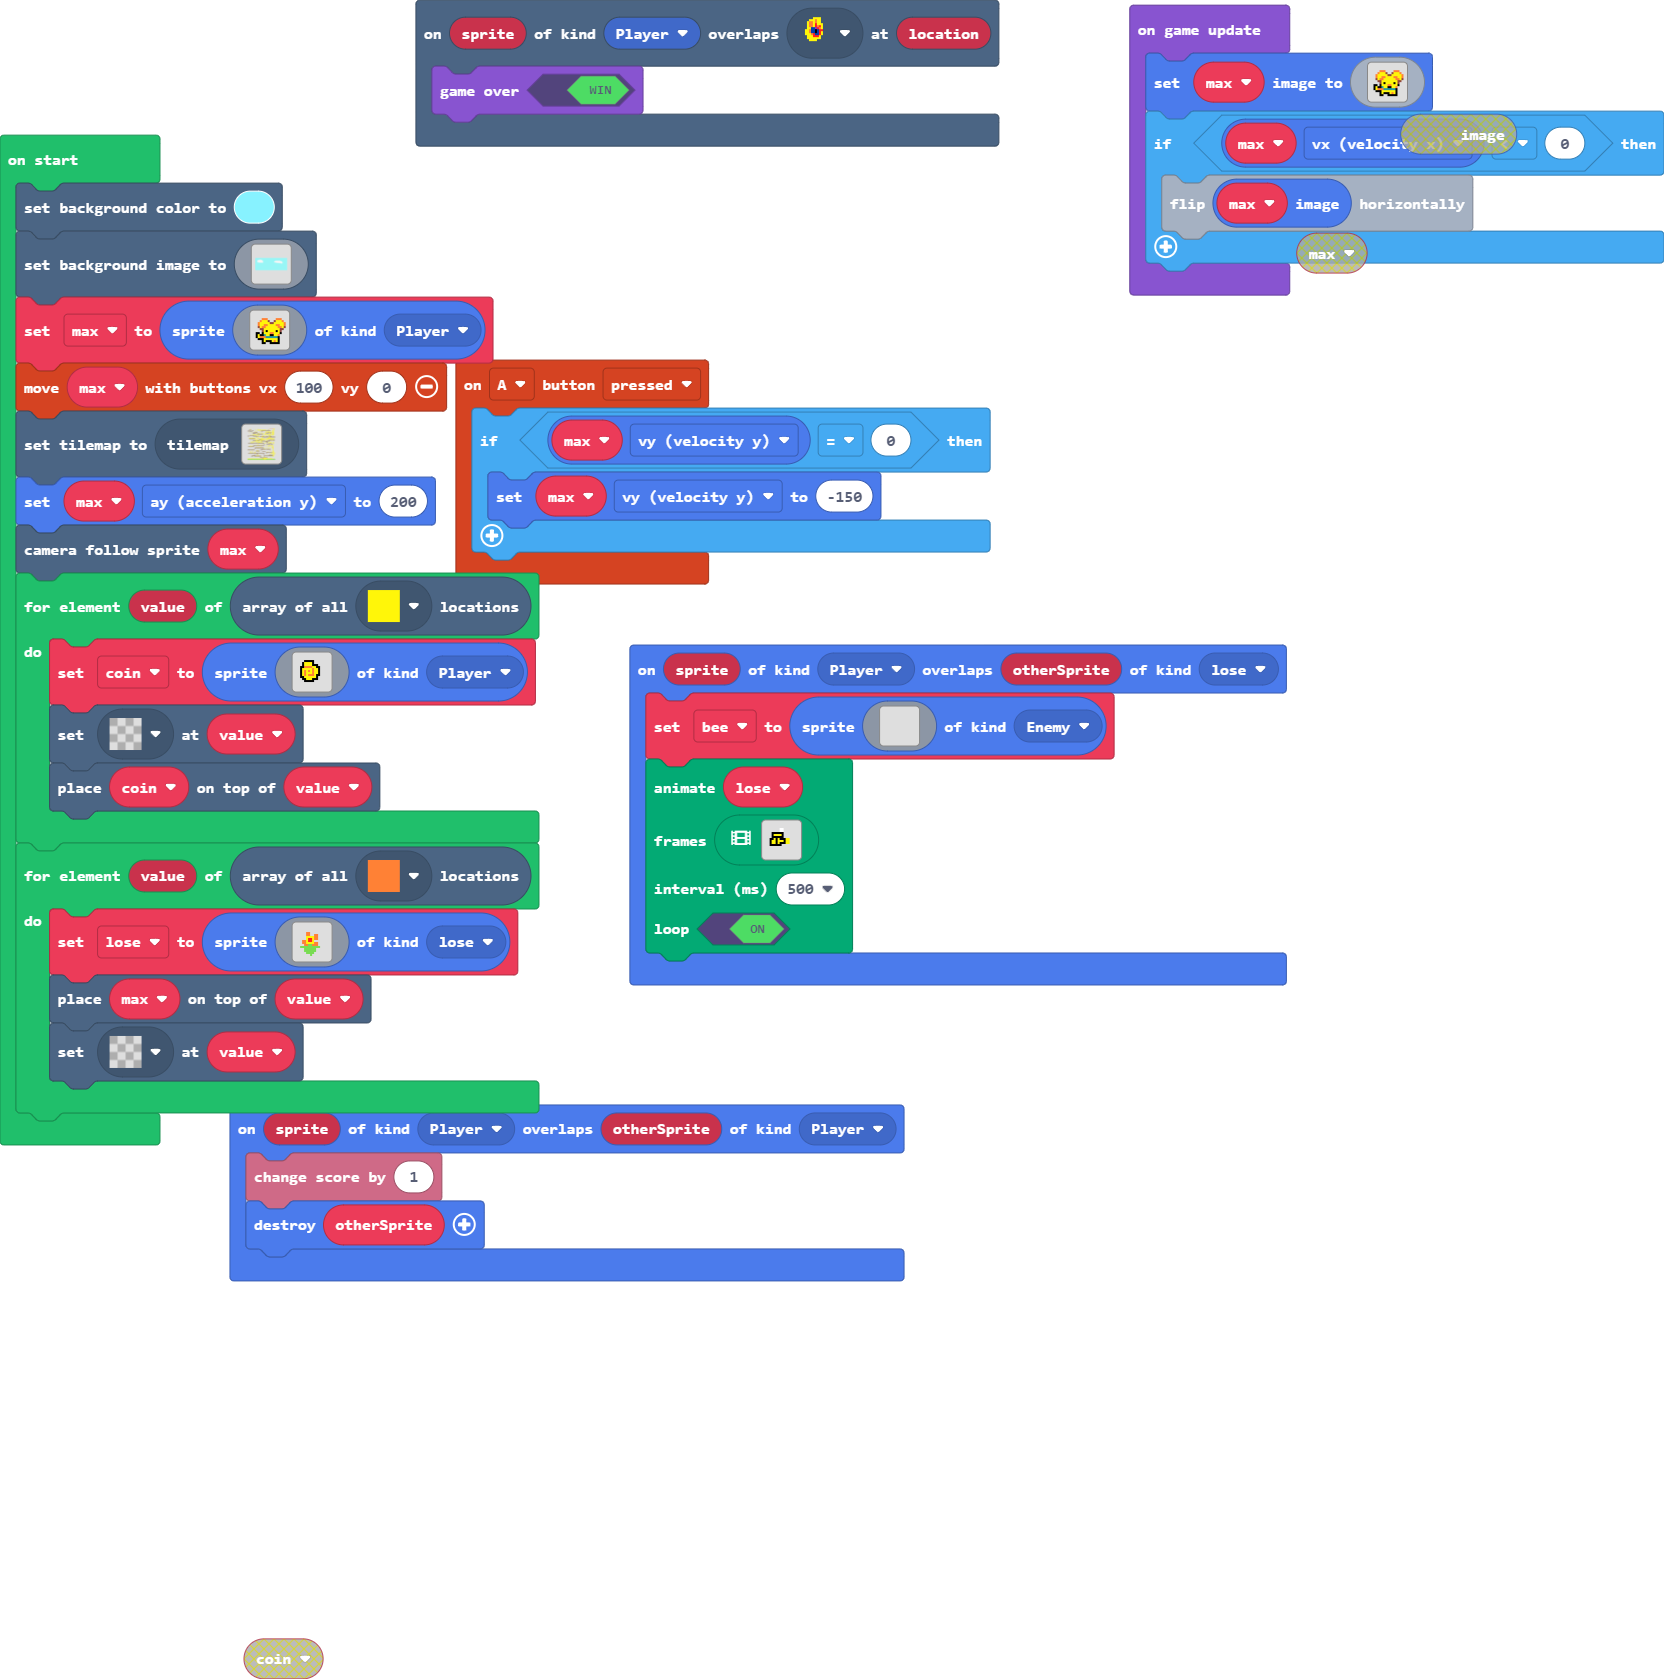 on sprite of kind Player overlaps at location
game over WIN
on start
set background color to
set background image to
set max to sprite of kind Player
move max with buttons vx 100 vy 0
set tilemap to tilemap
set max ay (acceleration y) to 200
camera follow sprite max
for element value of array of all locations
do
set coin to sprite of kind Player
set at value
place coin on top of value
for element value of array of all locations
do
set lose to sprite of kind lose
place max on top of value
set at value
on A button pressed
if max vy (velocity y) = 0 then
set max vy (velocity y) to -150
on game update
set max image to
if max vx (velocity x) < 0 then
image
flip max image horizontally
max
on sprite of kind Player overlaps otherSprite of kind lose
set bee to sprite of kind Enemy
animate lose
frames
interval (ms) 500
loop ON
on sprite of kind Player overlaps otherSprite of kind Player
change score by 1
destroy otherSprite
coin